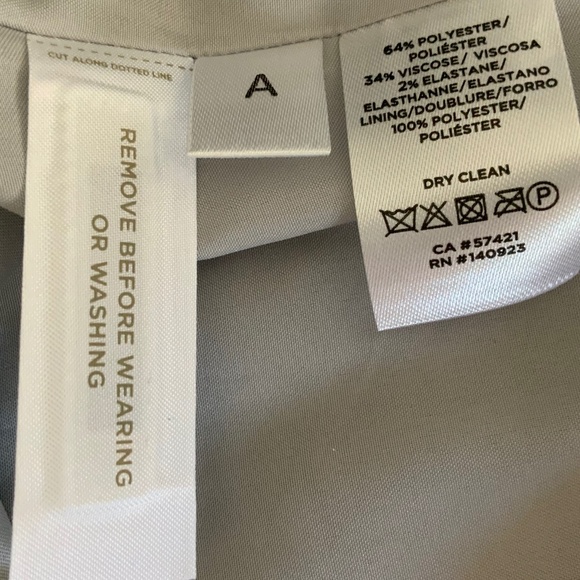 CUT ALONG DOTTED LINE
REMOVE BEFORE WEARING
OR WASHING
A
64% POLYESTER/
POLIÉSTER
34% VISCOSE/ VISCOSA
2% ELASTANE/
ELASTHANNE/ELASTANO
LINING/DOUBLURE/FORRO
100% POLYESTER/
POLIÉSTER
DRY CLEAN
P
CA #57421
RN #140923